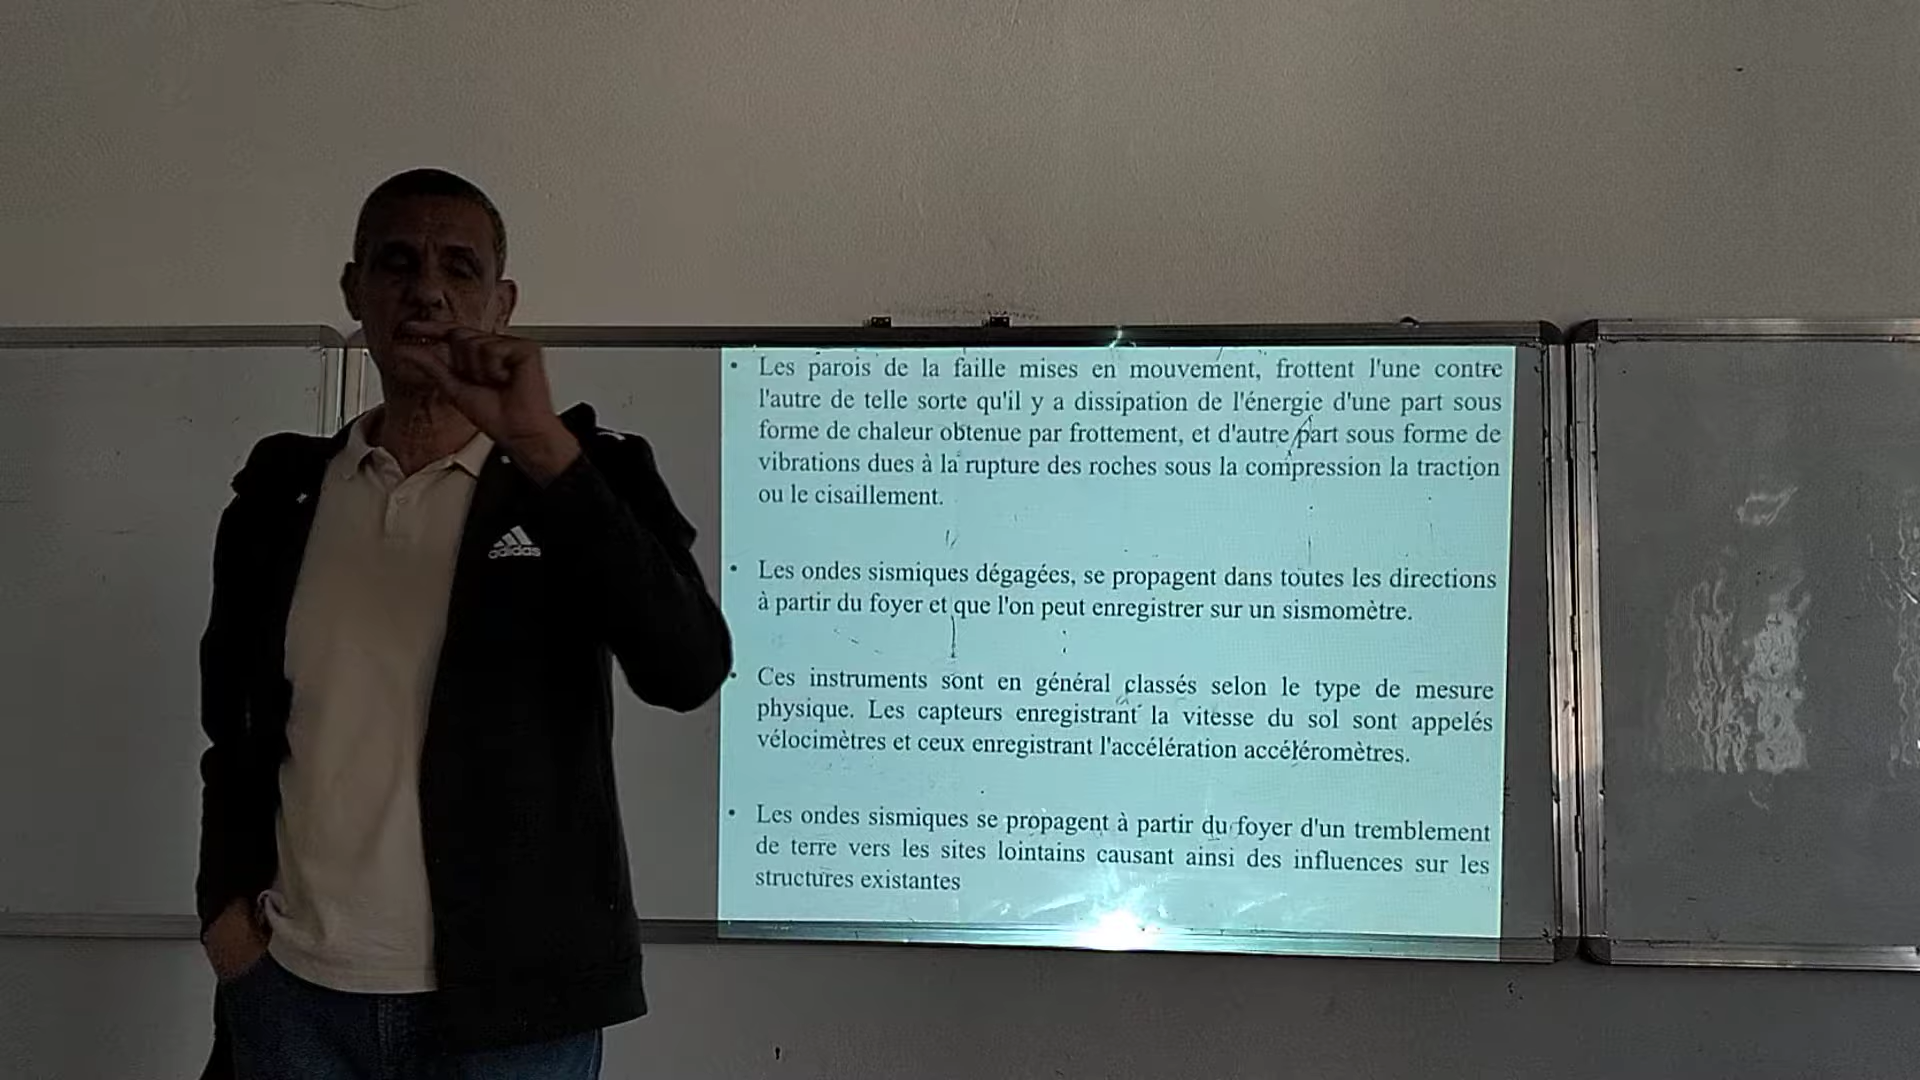 adidas
• Les parois de la faille mises en mouvement, frottent l'une contre
l'autre de telle sorte qu'il y a dissipation de l'énergie d'une part sous
forme de chaleur obtenue par frottement, et d'autre part sous forme de
vibrations dues à la rupture des roches sous la compression la traction
ou le cisaillement.
• Les ondes sismiques dégagées, se propagent dans toutes les directions
à partir du foyer et que l'on peut enregistrer sur un sismomètre.
• Ces instruments sont en général classés selon le type de mesure
physique. Les capteurs enregistrant la vitesse du sol sont appelés
vélocimètres et ceux enregistrant l'accélération accéléromètres.
• Les ondes sismiques se propagent à partir du foyer d'un tremblement
de terre vers les sites lointains causant ainsi des influences sur les
structures existantes